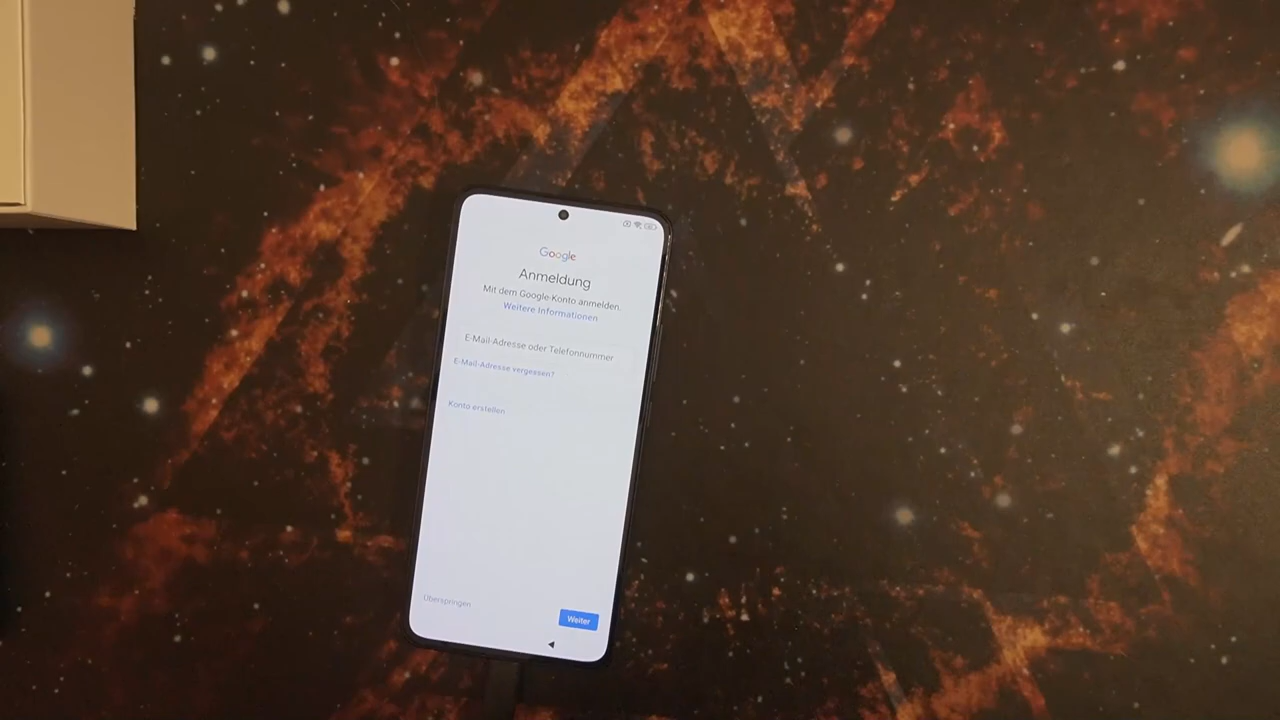 Google
Anmeldung
Mit dem Google-Konto anmelden.
Weitere Informationen
E-Mail-Adresse oder Telefonnummer
E-Mail-Adresse vergessen?
Konto erstellen
Überspringen
Weiter